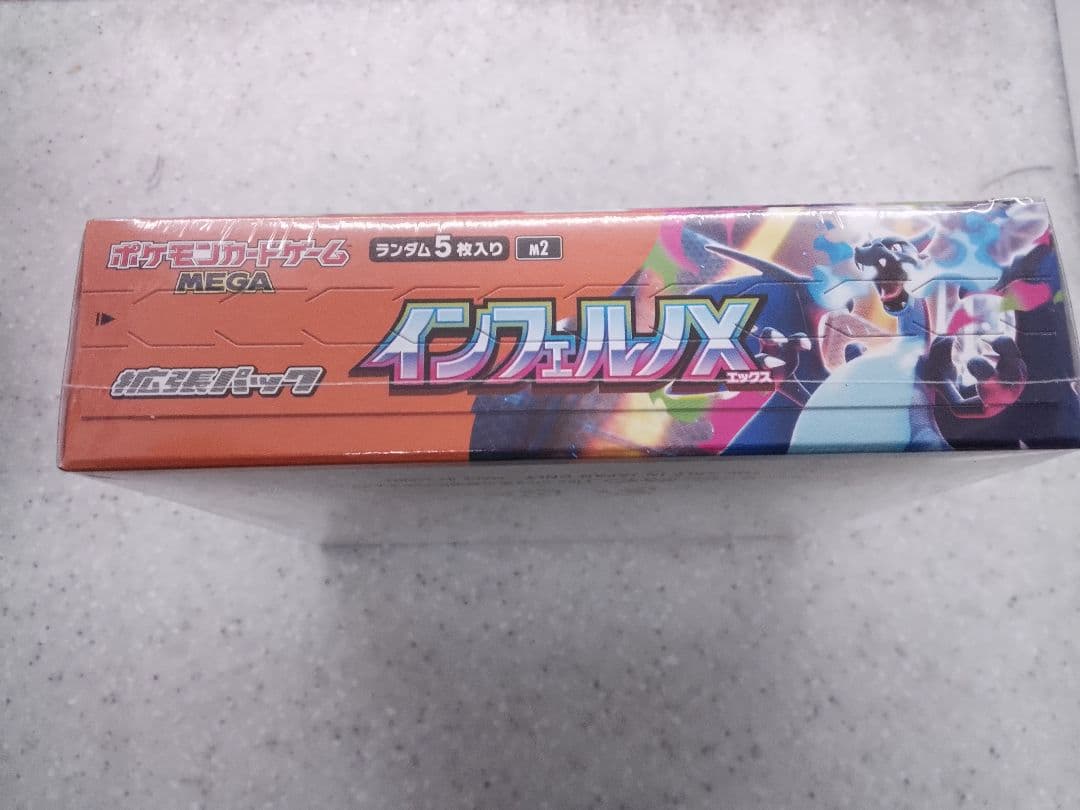 ポケモンカードゲーム
MEGA
ランダム5枚入り
M2
拡張パック
インフェルノX
エックス